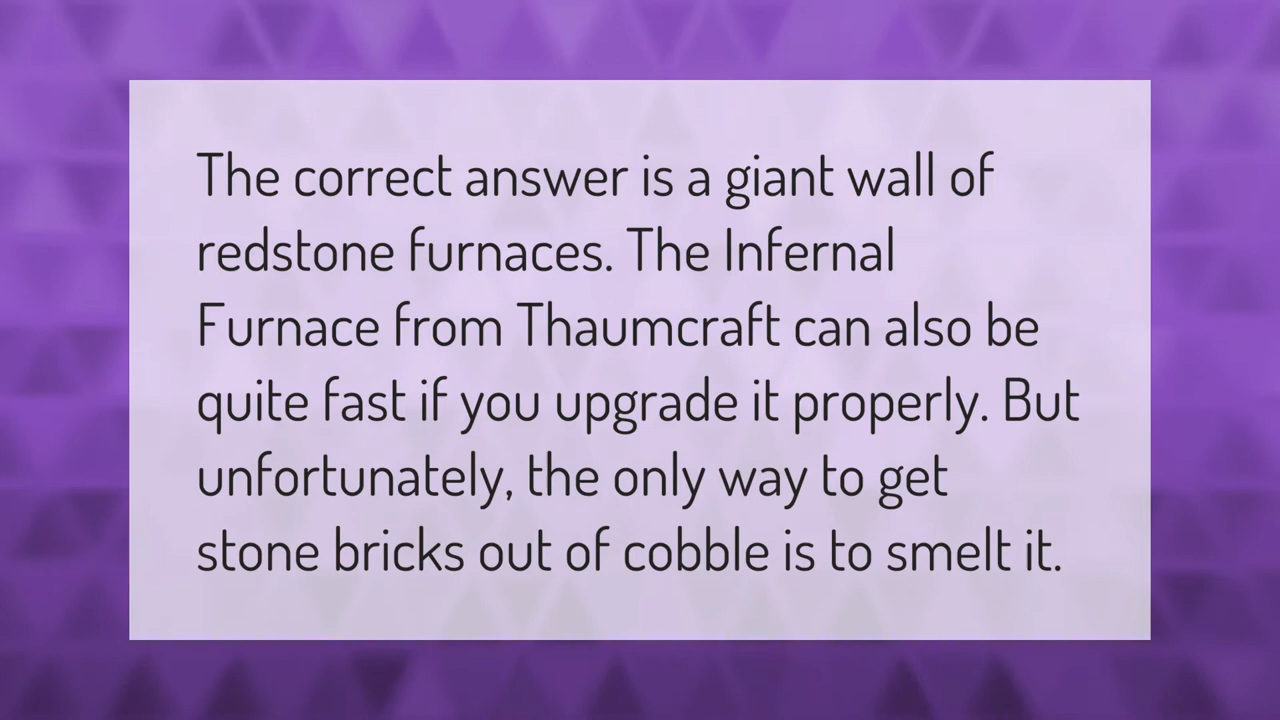 The correct answer is a giant wall of
redstone furnaces. The Infernal
Furnace from Thaumcraft can also be
quite fast if you upgrade it properly. But
unfortunately, the only way to get
stone bricks out of cobble is to smelt it.